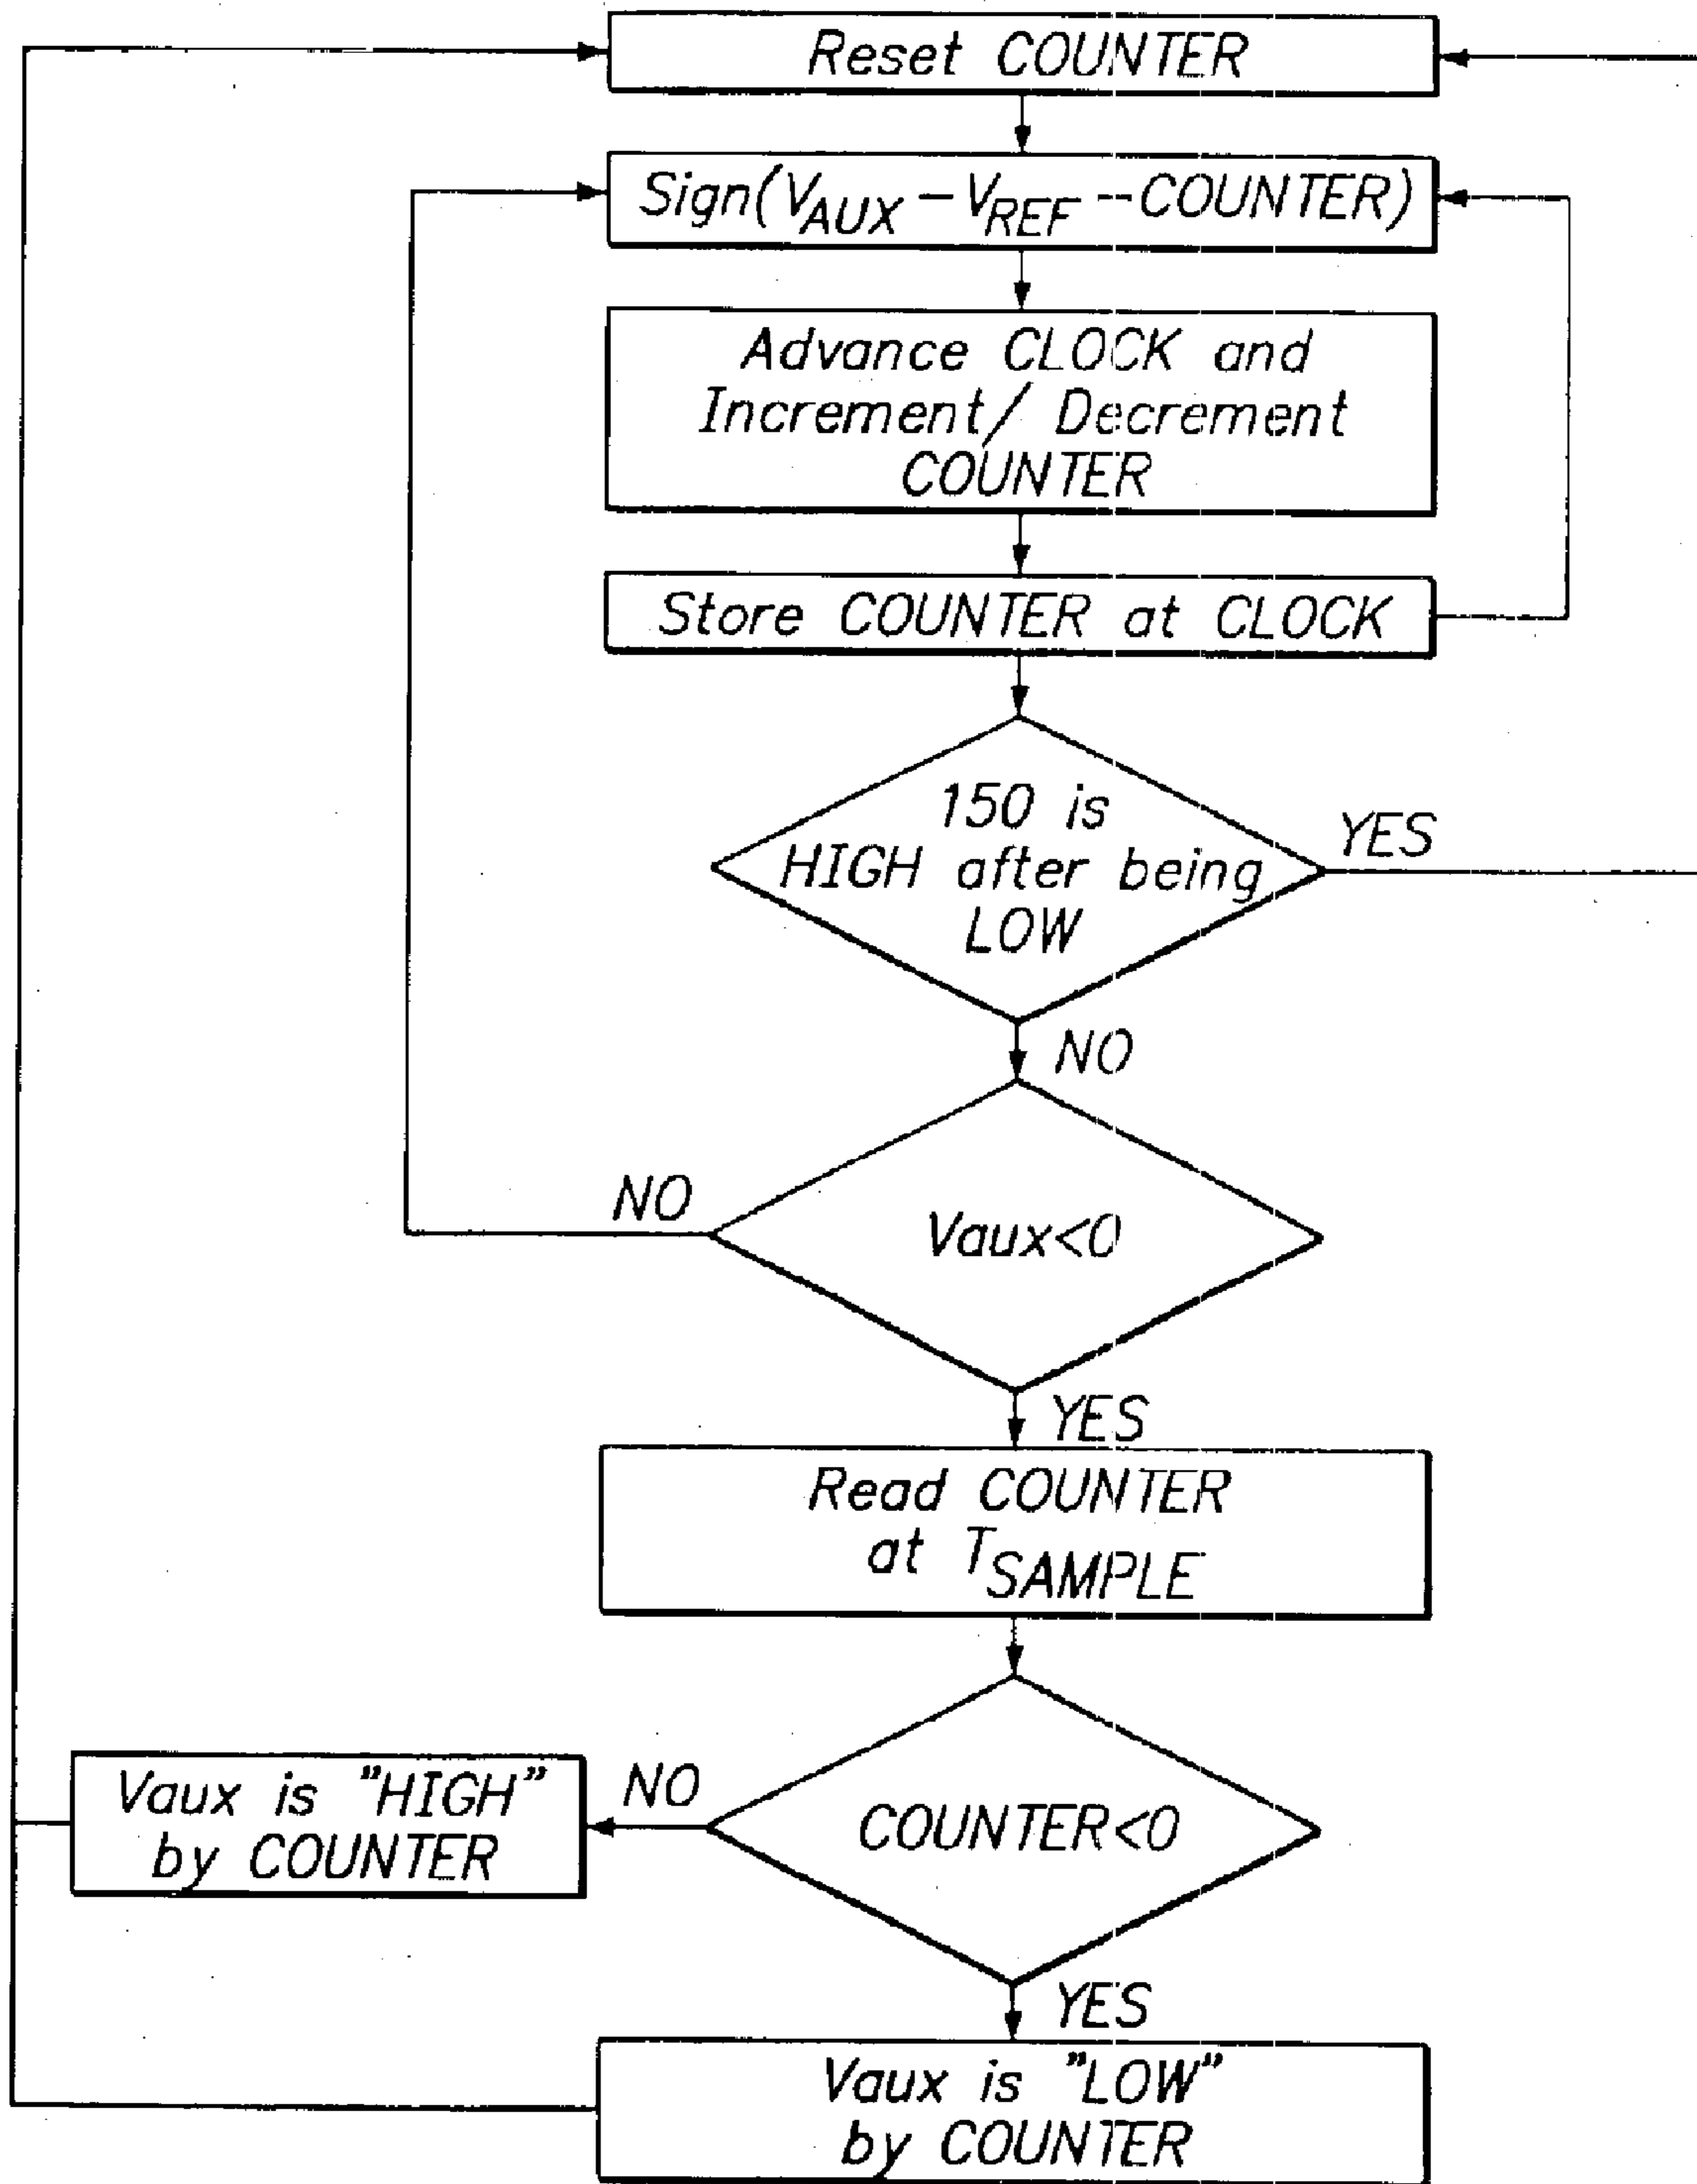 Reset COUNTER
Sign(VAUX - VREF -- COUNTER)
Advance CLOCK and
Increment/ Decrement
COUNTER
Store COUNTER at CLOCK
150 is
HIGH after being
LOW
YES
NO
Vaux<0
NO
YES
Read COUNTER
at TSAMPLE
COUNTER<0
NO
Vaux is "HIGH"
by COUNTER
YES
Vaux is "LOW"
by COUNTER